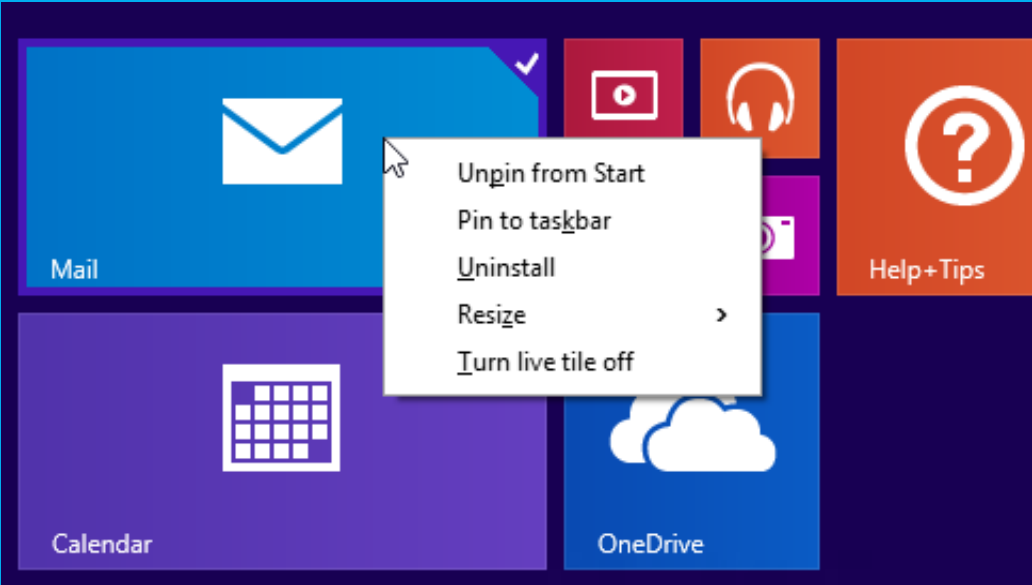 Mail
Unpin from Start
Pin to taskbar
Uninstall
Resize
Turn live tile off
Help+Tips
Calendar
OneDrive